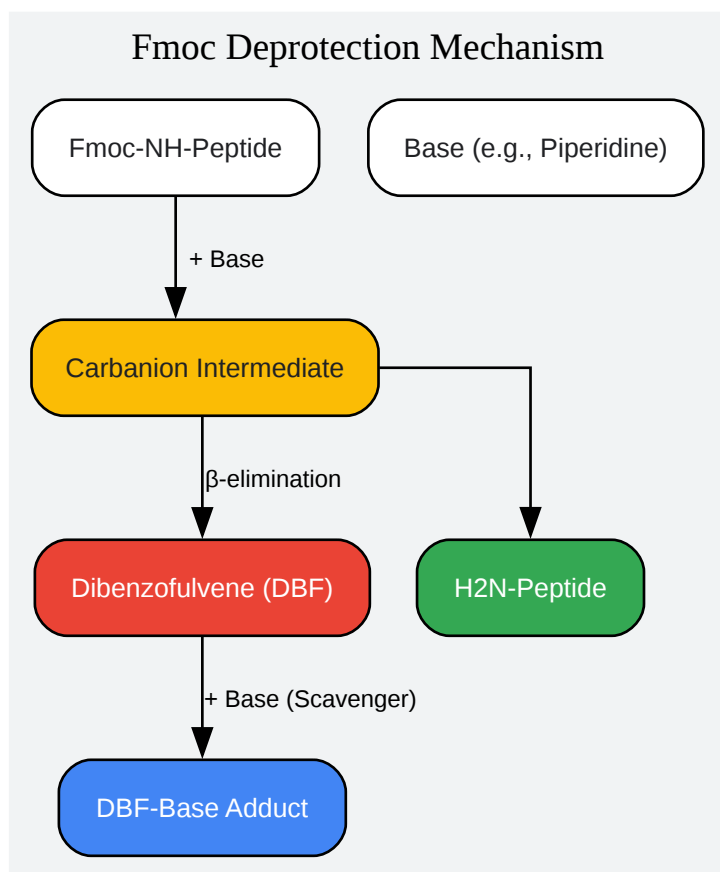 Fmoc Deprotection Mechanism
Fmoc-NH-Peptide
Base (e.g., Piperidine)
+ Base
Carbanion Intermediate
β-elimination
Dibenzofulvene (DBF)
H2N-Peptide
+ Base (Scavenger)
DBF-Base Adduct